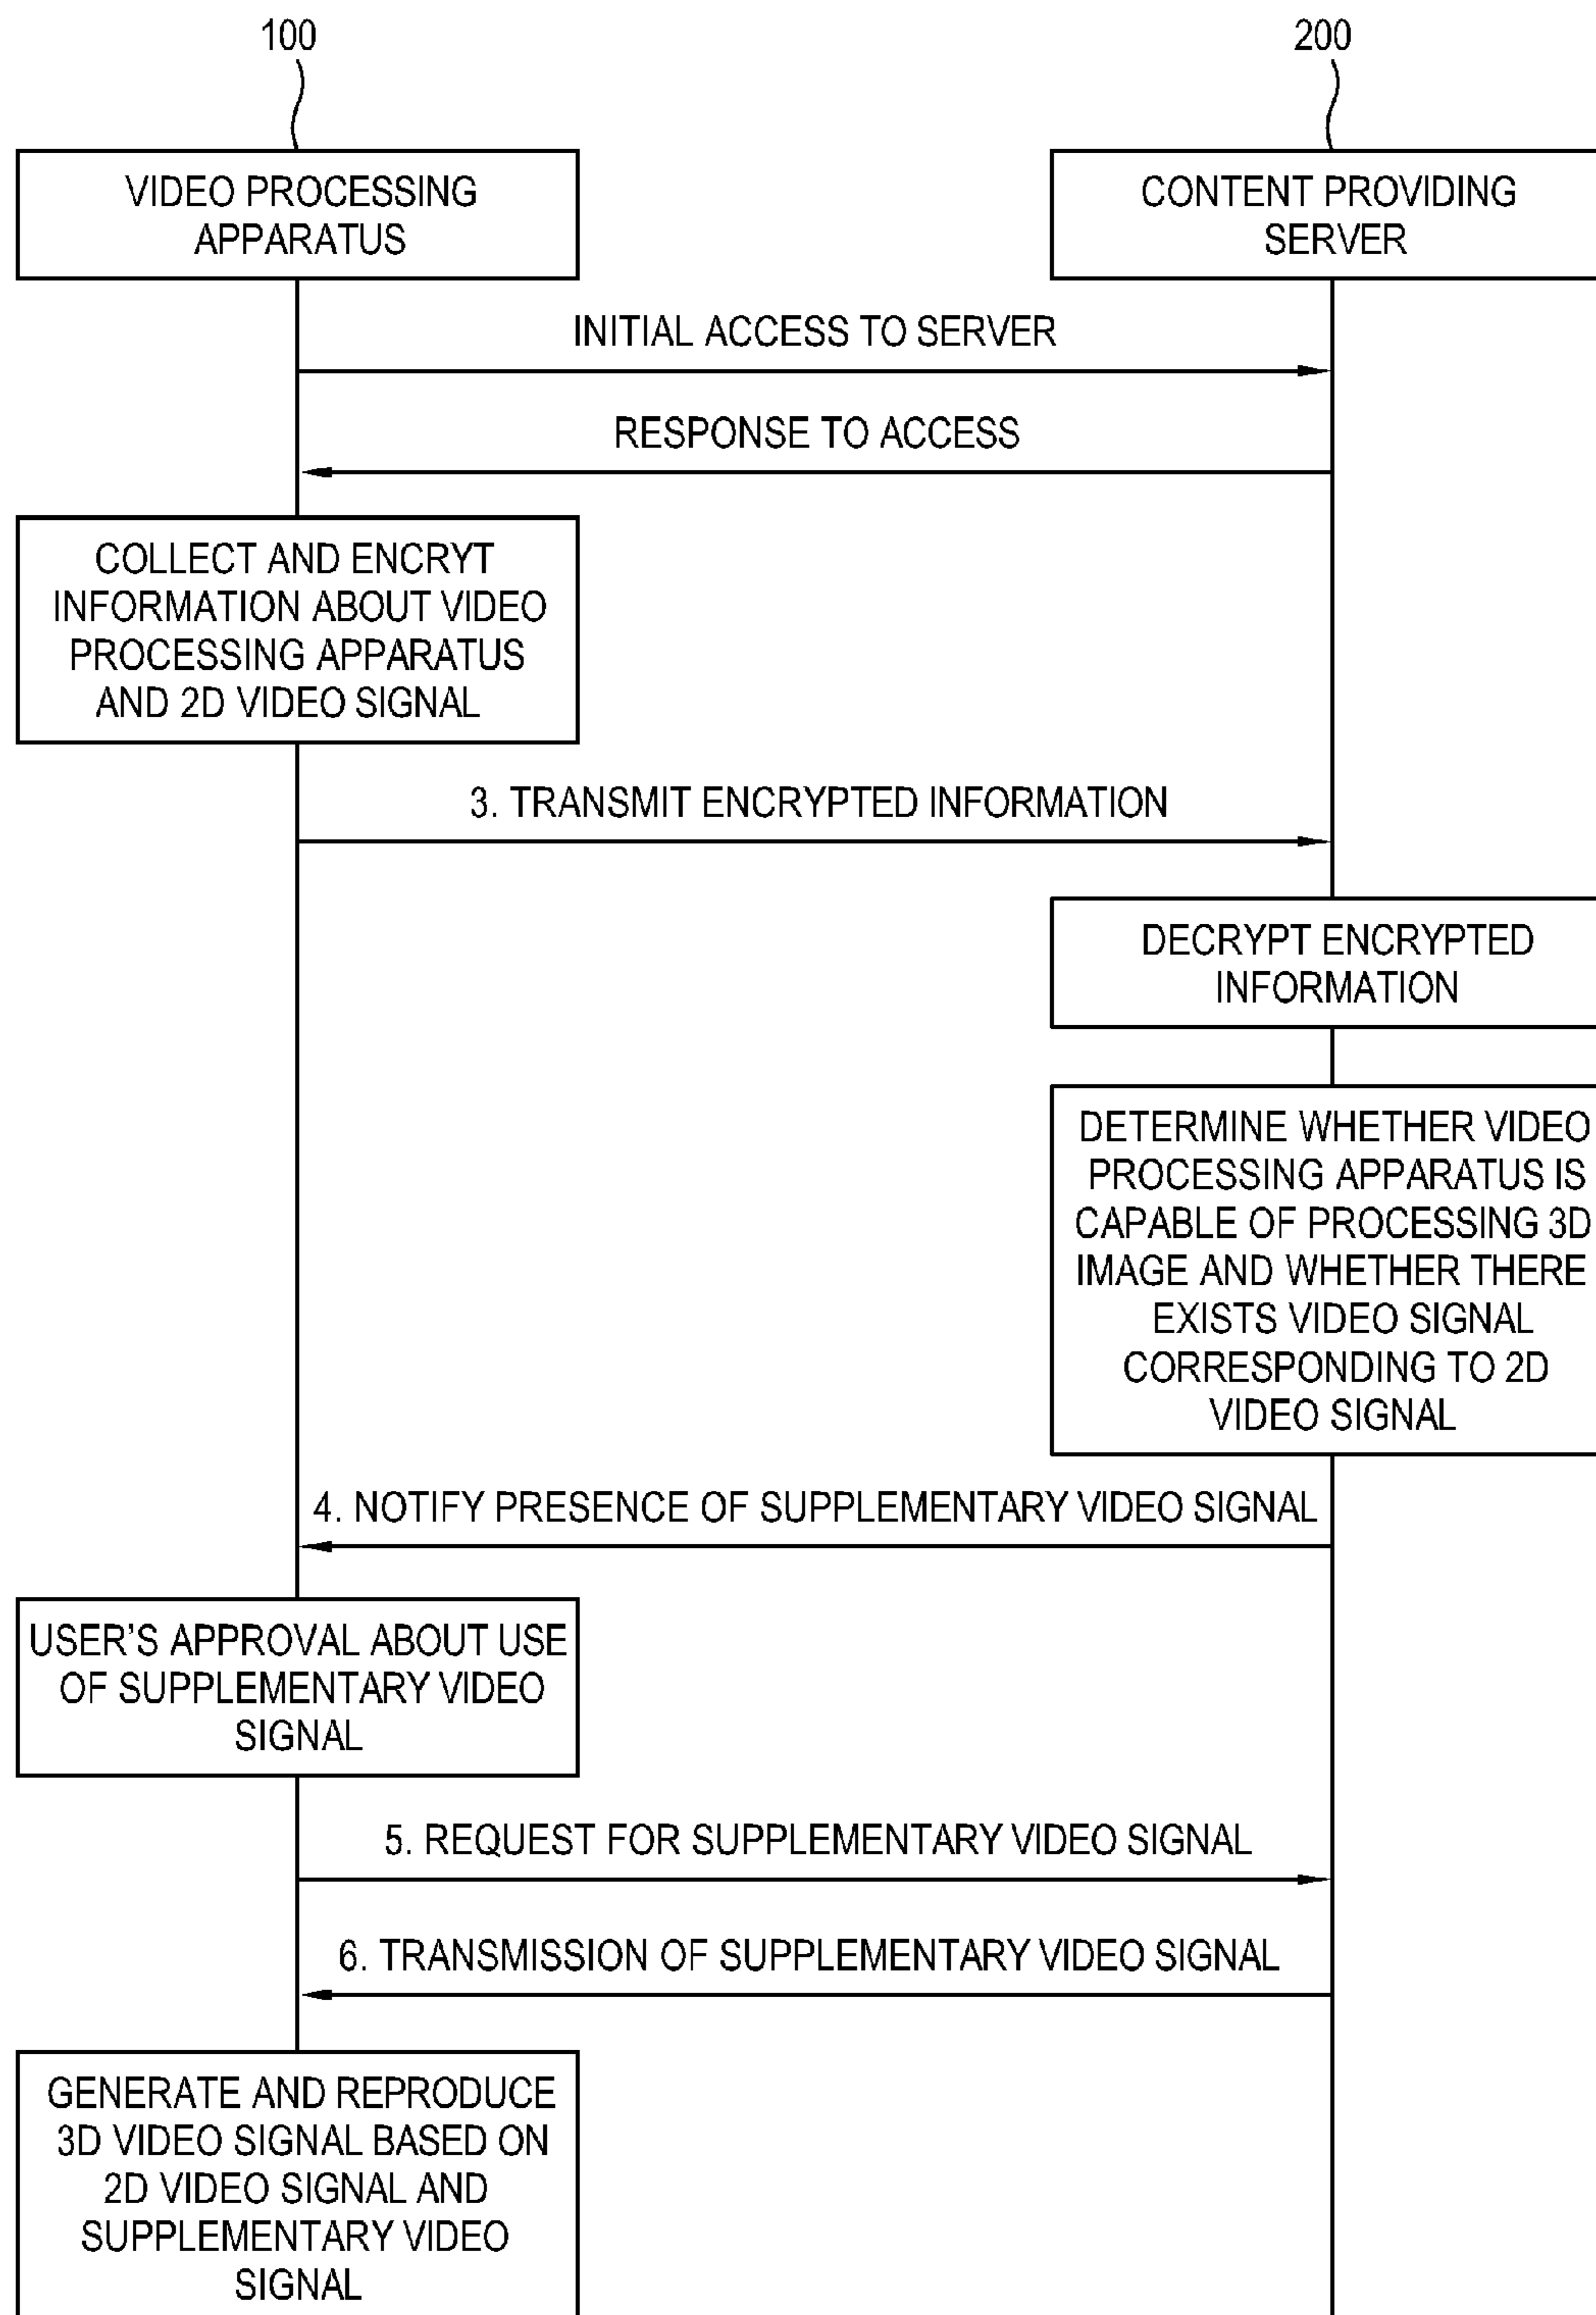 100
200
VIDEO PROCESSING
APPARATUS
CONTENT PROVIDING
SERVER
INITIAL ACCESS TO SERVER
RESPONSE TO ACCESS
COLLECT AND ENCRYT
INFORMATION ABOUT VIDEO
PROCESSING APPARATUS
AND 2D VIDEO SIGNAL
3. TRANSMIT ENCRYPTED INFORMATION
DECRYPT ENCRYPTED
INFORMATION
DETERMINE WHETHER VIDEO
PROCESSING APPARATUS IS
CAPABLE OF PROCESSING 3D
IMAGE AND WHETHER THERE
EXISTS VIDEO SIGNAL
CORRESPONDING TO 2D
VIDEO SIGNAL
4. NOTIFY PRESENCE OF SUPPLEMENTARY VIDEO SIGNAL
USER'S APPROVAL ABOUT USE
OF SUPPLEMENTARY VIDEO
SIGNAL
5. REQUEST FOR SUPPLEMENTARY VIDEO SIGNAL
6. TRANSMISSION OF SUPPLEMENTARY VIDEO SIGNAL
GENERATE AND REPRODUCE
3D VIDEO SIGNAL BASED ON
2D VIDEO SIGNAL AND
SUPPLEMENTARY VIDEO
SIGNAL